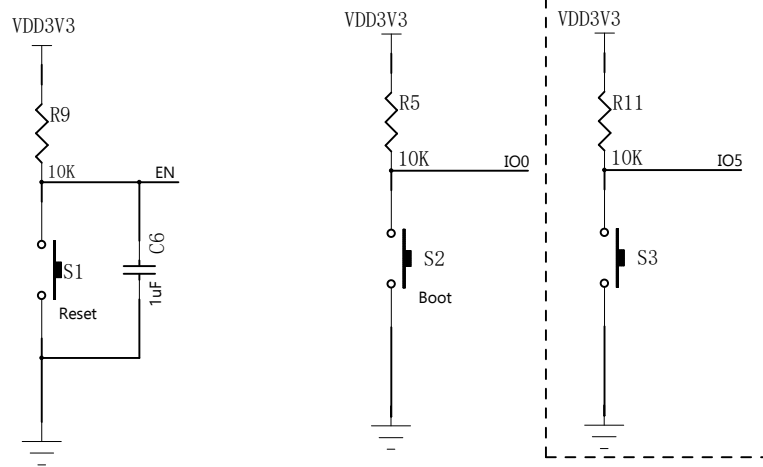 VDD3V3
R9
10K
EN
C6
1uF
S1
Reset
VDD3V3
R5
10K
IO0
S2
Boot
VDD3V3
R11
10K
IO5
S3